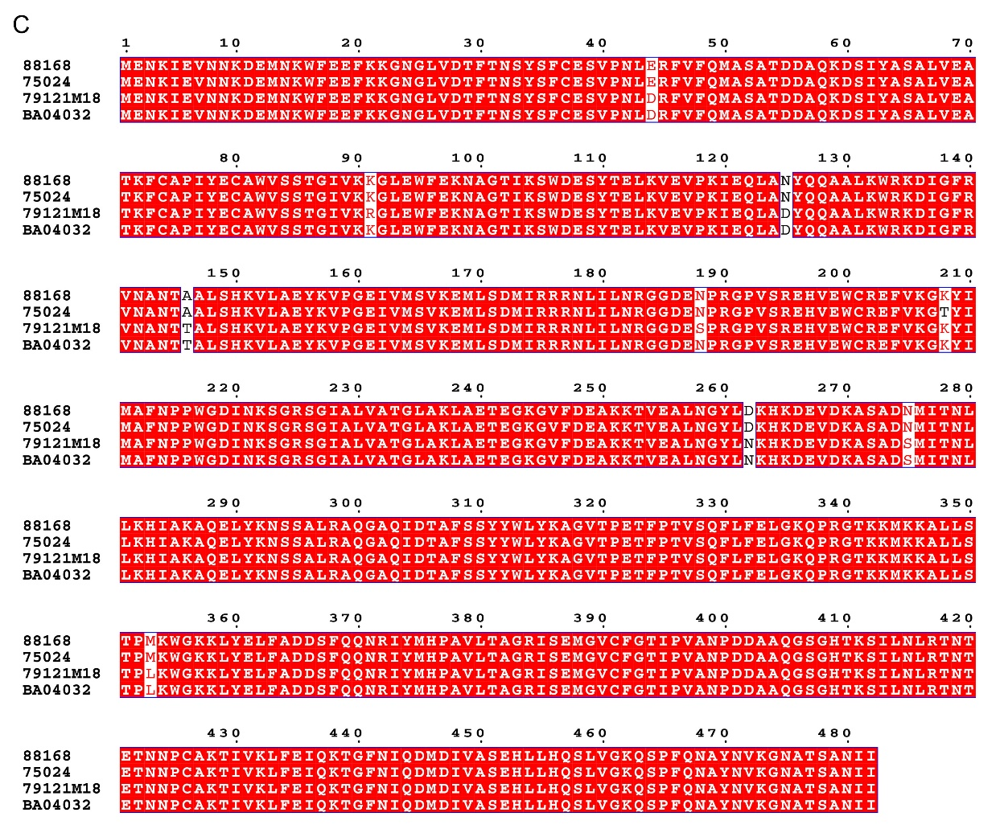 C
1 10 20 30 40 50 60 70
88168 MENKIEVNNKDEMNKWFEEFKKGNGLVDTFTNSYSFCESVPNLERFVFQMASATDDAQKDSIYASALVEA
75024 MENKIEVNNKDEMNKWFEEFKKGNGLVDTFTNSYSFCESVPNLERFVFQMASATDDAQKDSIYASALVEA
79121M18 MENKIEVNNKDEMNKWFEEFKKGNGLVDTFTNSYSFCESVPNLDRFVFQMASATDDAQKDSIYASALVEA
BA04032 MENKIEVNNKDEMNKWFEEFKKGNGLVDTFTNSYSFCESVPNLDRFVFQMASATDDAQKDSIYASALVEA
80 90 100 110 120 130 140
88168 TKFCAPIYECAWVSSTGIVKKGLEWFEKNAGTIKSWDESYTELKVEVPKIEQLANYQQAALKWRKDIGFR
75024 TKFCAPIYECAWVSSTGIVKKGLEWFEKNAGTIKSWDESYTELKVEVPKIEQLANYQQAALKWRKDIGFR
79121M18 TKFCAPIYECAWVSSTGIVKRGLEWFEKNAGTIKSWDESYTELKVEVPKIEQLADYQQAALKWRKDIGFR
BA04032 TKFCAPIYECAWVSSTGIVKKGLEWFEKNAGTIKSWDESYTELKVEVPKIEQLADYQQAALKWRKDIGFR
150 160 170 180 190 200 210
88168 VNANTAALSHKVLAEYKVPGEIVMSVKEMLSDMIRRRNLILNRGGDENPRGPVSREHVEWCREFVKGKYI
75024 VNANTAALSHKVLAEYKVPGEIVMSVKEMLSDMIRRRNLILNRGGDENPRGPVSREHVEWCREFVKGTYI
79121M18 VNANTTALSHKVLAEYKVPGEIVMSVKEMLSDMIRRRNLILNRGGDESPRGPVSREHVEWCREFVKGKYI
BA04032 VNANTTALSHKVLAEYKVPGEIVMSVKEMLSDMIRRRNLILNRGGDENPRGPVSREHVEWCREFVKGKYI
220 230 240 250 260 270 280
88168 MAFNPPWGDINKSGRSGIALVATGLAKLAETEGKGVFDEAKKTVEALNGYLDKHKDEVDKASADNMITNL
75024 MAFNPPWGDINKSGRSGIALVATGLAKLAETEGKGVFDEAKKTVEALNGYLDKHKDEVDKASADNMITNL
79121M18 MAFNPPWGDINKSGRSGIALVATGLAKLAETEGKGVFDEAKKTVEALNGYLNKHKDEVDKASADSMITNL
BA04032 MAFNPPWGDINKSGRSGIALVATGLAKLAETEGKGVFDEAKKTVEALNGYLNKHKDEVDKASADSMITNL
290 300 310 320 330 340 350
88168 LKHIAKAQELYKNSSALRAQGAQIDTAFSSYYWLYKAGVTPETFPTVSQFLFELGKQPRGTKKMKKALLS
75024 LKHIAKAQELYKNSSALRAQGAQIDTAFSSYYWLYKAGVTPETFPTVSQFLFELGKQPRGTKKMKKALLS
79121M18 LKHIAKAQELYKNSSALRAQGAQIDTAFSSYYWLYKAGVTPETFPTVSQFLFELGKQPRGTKKMKKALLS
BA04032 LKHIAKAQELYKNSSALRAQGAQIDTAFSSYYWLYKAGVTPETFPTVSQFLFELGKQPRGTKKMKKALLS
360 370 380 390 400 410 420
88168 TPMKWGKKLYELFADDSFQQNRIYMHPAVLTAGRISEMGVCFGTIPVANPDDAAQGSGHTKSILNLRTNT
75024 TPMKWGKKLYELFADDSFQQNRIYMHPAVLTAGRISEMGVCFGTIPVANPDDAAQGSGHTKSILNLRTNT
79121M18 TPLKWGKKLYELFADDSFQQNRIYMHPAVLTAGRISEMGVCFGTIPVANPDDAAQGSGHTKSILNLRTNT
BA04032 TPLKWGKKLYELFADDSFQQNRIYMHPAVLTAGRISEMGVCFGTIPVANPDDAAQGSGHTKSILNLRTNT
430 440 450 460 470 480
88168 ETNNPCAKTIVKLFEIQKTGFNIQDMDIVASEHLLHQSLVGKQSPFQNAYNVKGNATSANII
75024 ETNNPCAKTIVKLFEIQKTGFNIQDMDIVASEHLLHQSLVGKQSPFQNAYNVKGNATSANII
79121M18 ETNNPCAKTIVKLFEIQKTGFNIQDMDIVASEHLLHQSLVGKQSPFQNAYNVKGNATSANII
BA04032 ETNNPCAKTIVKLFEIQKTGFNIQDMDIVASEHLLHQSLVGKQSPFQNAYNVKGNATSANII